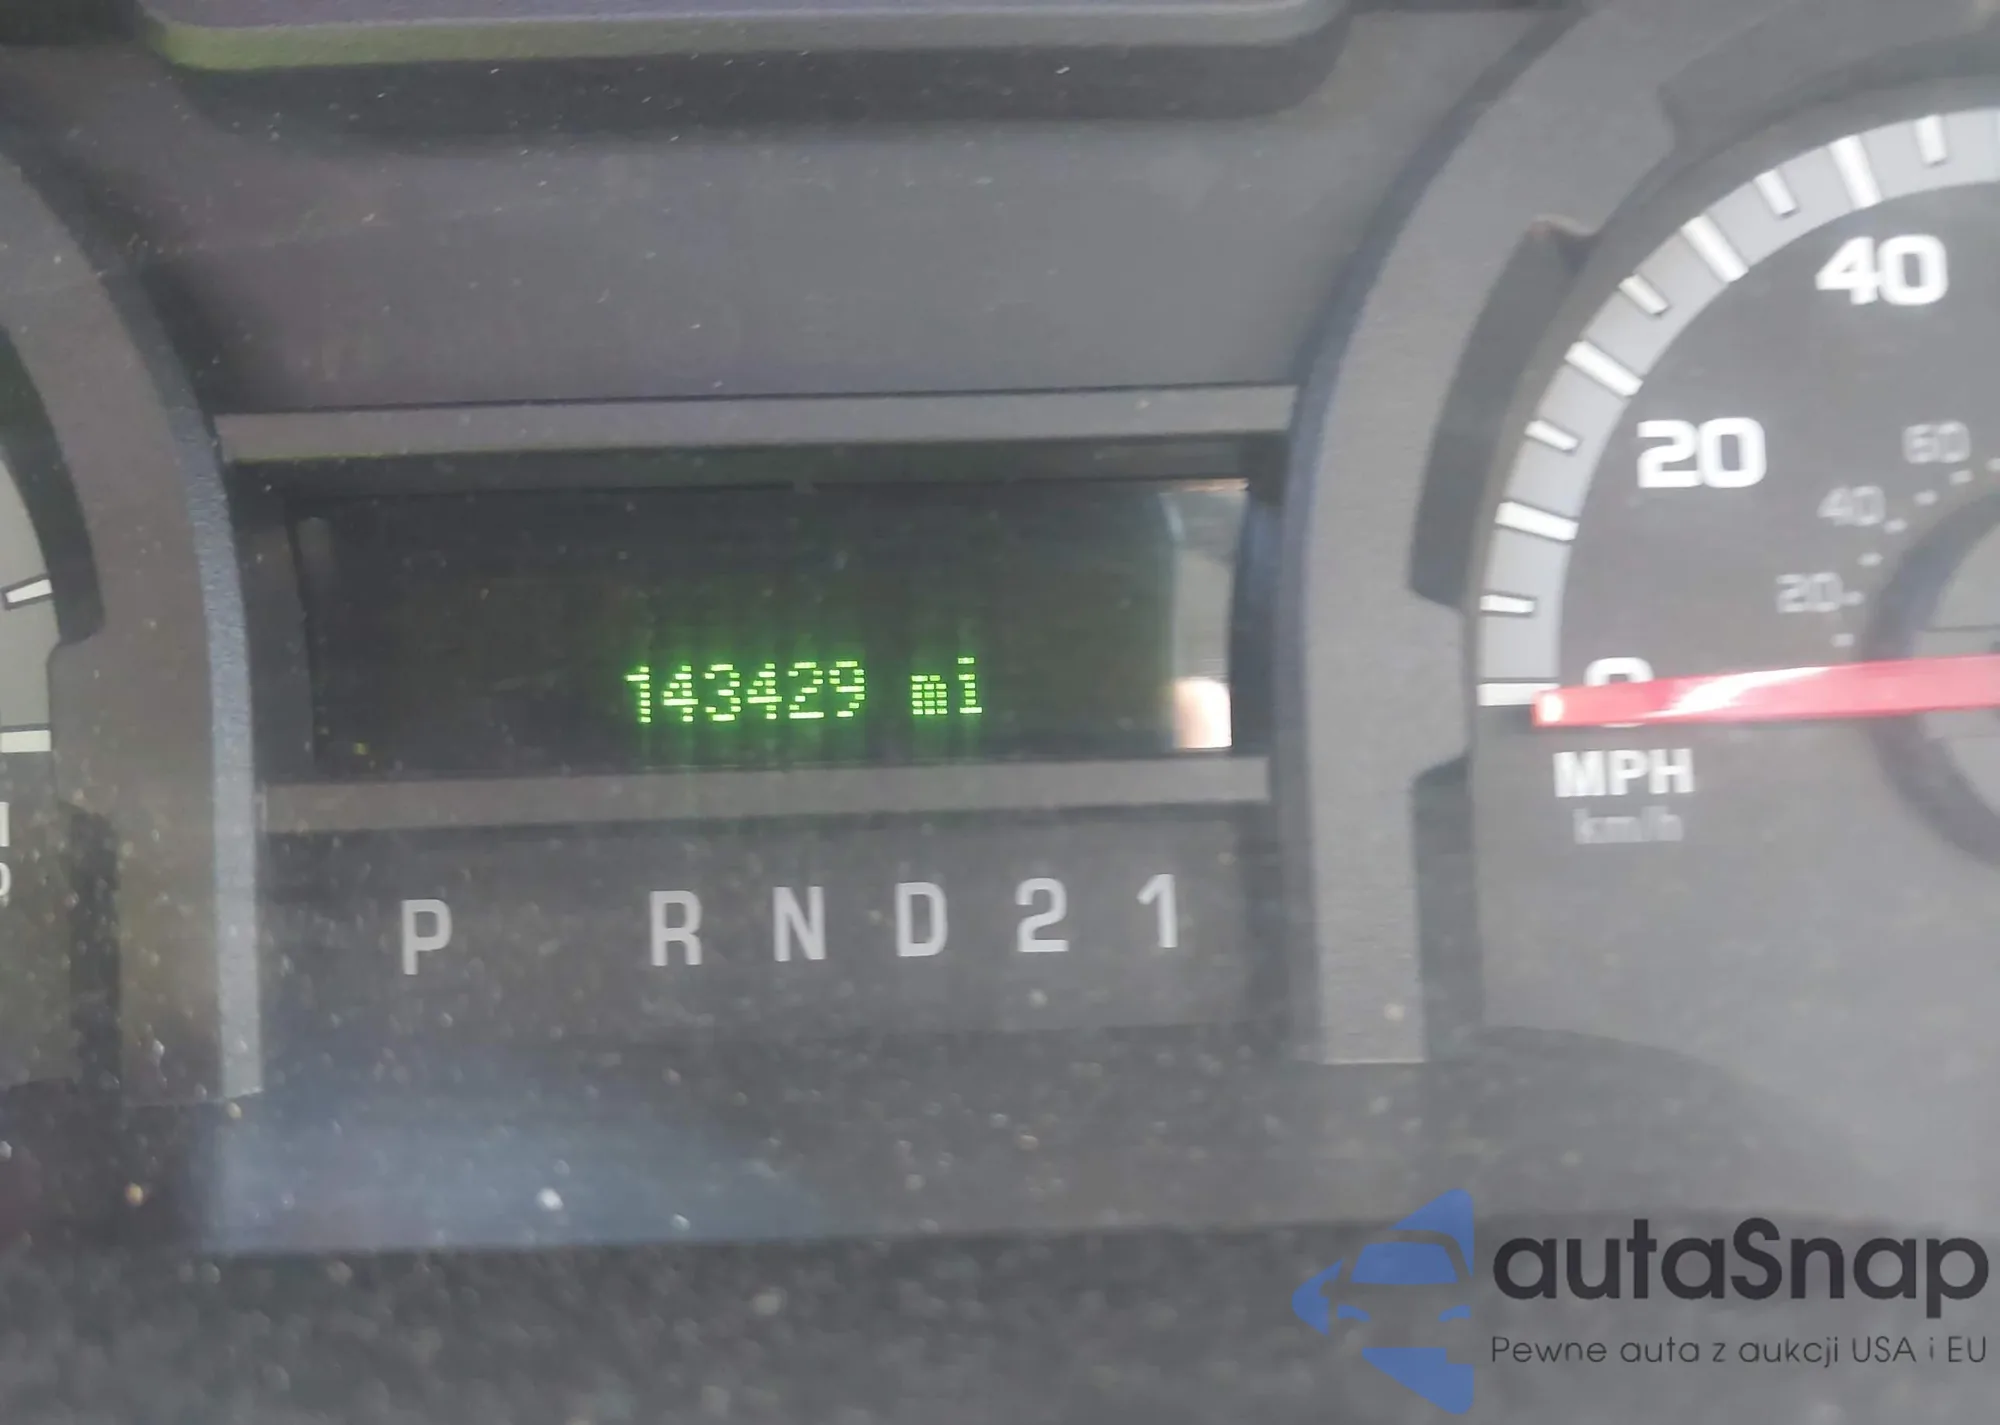 40
20
60
40
20
0
143429 mi
MPH
km/h
P R N D 2 1
autaSnap
Pewne auta z aukcji USA i EU